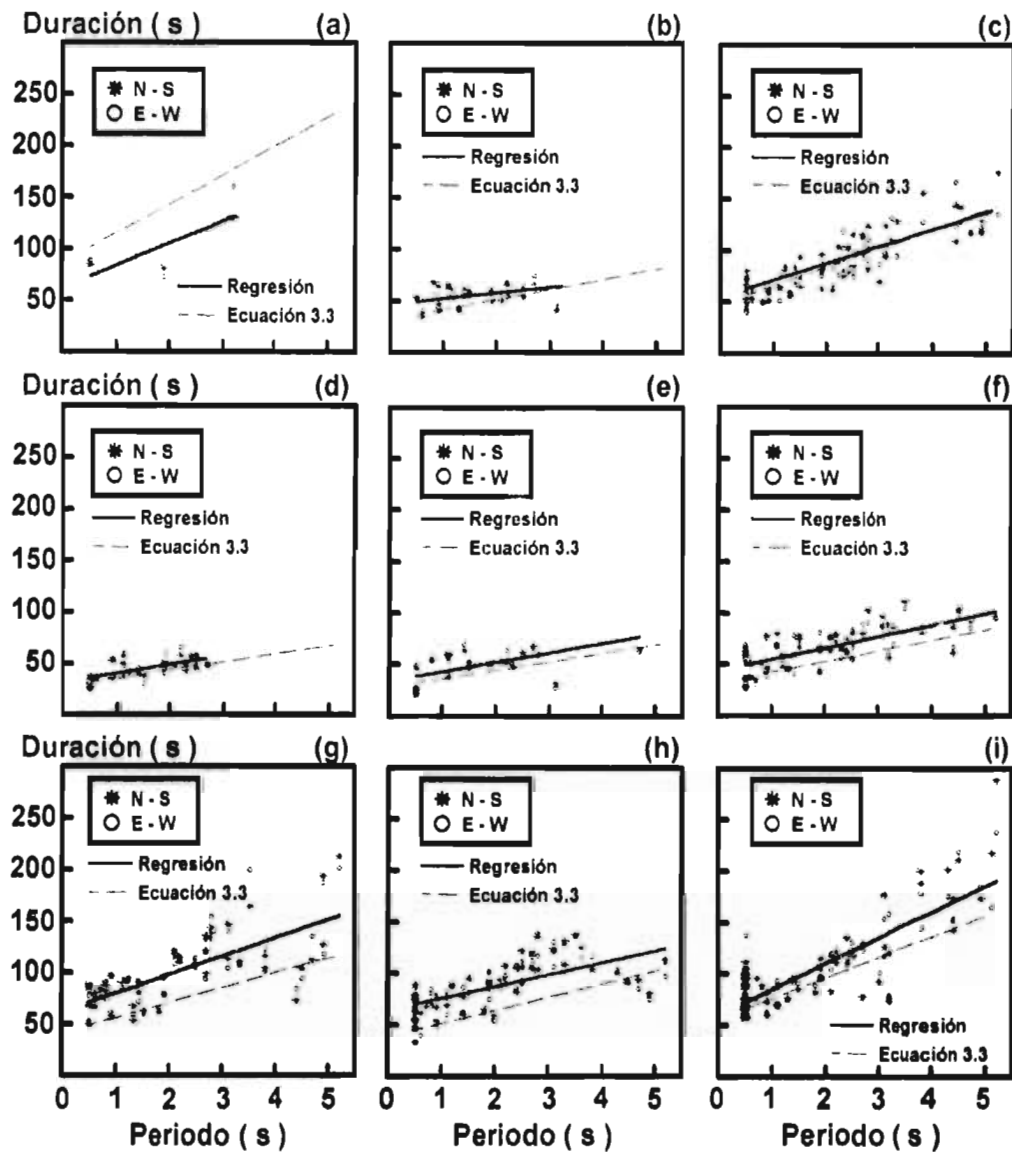 Duración ( s ) (a) (b) (c)
250
200
150
100
50
N - S
E - W
Regresión
Ecuación 3.3
N - S
E - W
Regresión
Ecuación 3.3
N - S
E - W
Regresión
Ecuación 3.3
Duración ( s ) (d) (e) (f)
250
200
150
100
50
N - S
E - W
Regresión
Ecuación 3.3
N - S
E - W
Regresión
Ecuación 3.3
N - S
E - W
Regresión
Ecuación 3.3
Duración ( s ) (g) (h) (i)
250
200
150
100
50
N - S
E - W
Regresión
Ecuación 3.3
N - S
E - W
Regresión
Ecuación 3.3
N - S
E - W
Regresión
Ecuación 3.3
0 1 2 3 4 5 0 1 2 3 4 5 0 1 2 3 4 5
Periodo ( s ) Periodo ( s ) Periodo ( s )